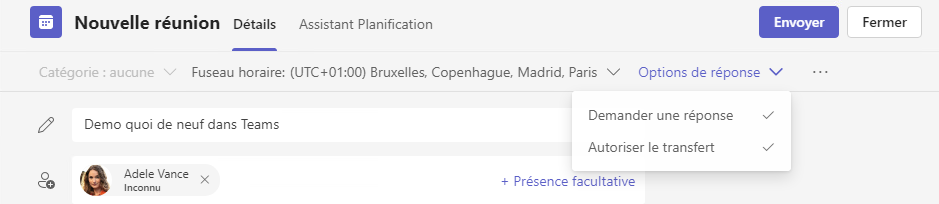 Nouvelle réunion Détails Assistant Planification Envoyer Fermer
Catégorie : aucune Fuseau horaire: (UTC+01:00) Bruxelles, Copenhague, Madrid, Paris Options de réponse
Demander une réponse
Demo quoi de neuf dans Teams
Autoriser le transfert
Adele Vance
Inconnu
+ Présence facultative